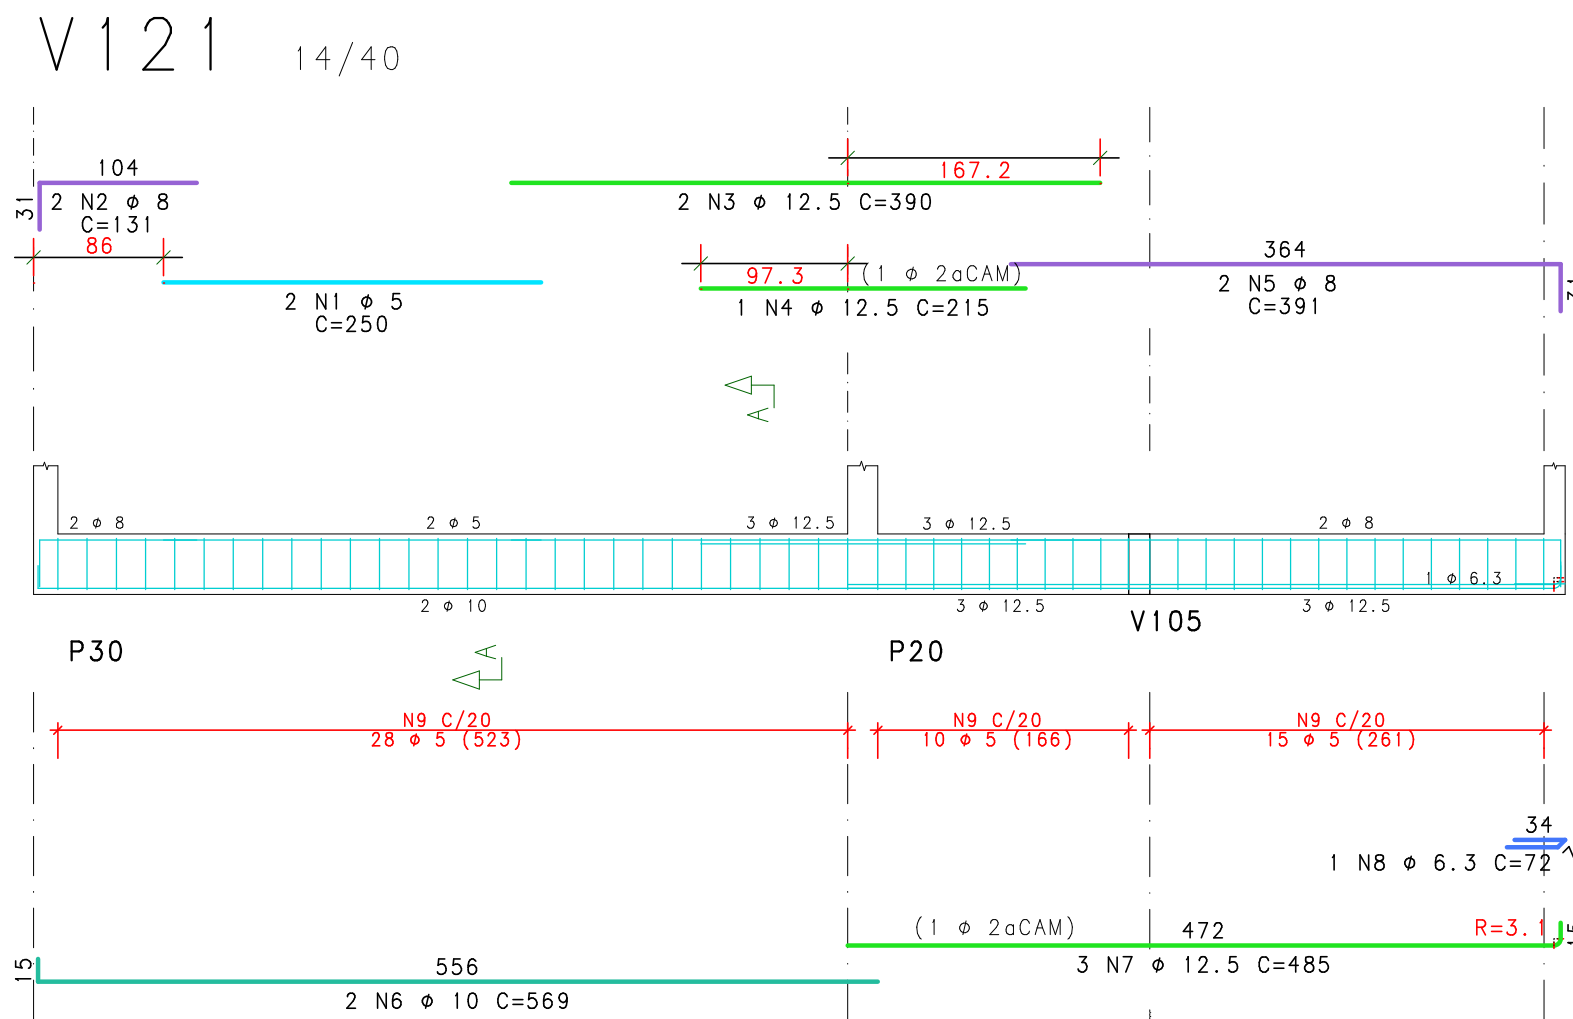 V121 14/40
104
167.2
31
2 N2 ϕ 8
C=131
2 N3 ϕ 12.5 C=390
86
97.3
(1 ϕ 2aCAM)
364
2 N1 ϕ 5
C=250
1 N4 ϕ 12.5 C=215
2 N5 ϕ 8
C=391
A
2 ϕ 8
2 ϕ 5
3 ϕ 12.5
3 ϕ 12.5
2 ϕ 8
1 ϕ 6.3
2 ϕ 10
3 ϕ 12.5
3 ϕ 12.5
V105
P30
A
P20
N9 C/20
28 ϕ 5 (523)
N9 C/20
10 ϕ 5 (166)
N9 C/20
15 ϕ 5 (261)
34
1 N8 ϕ 6.3 C=72
(1 ϕ 2aCAM)
472
R=3.1
3 N7 ϕ 12.5 C=485
15
556
2 N6 ϕ 10 C=569